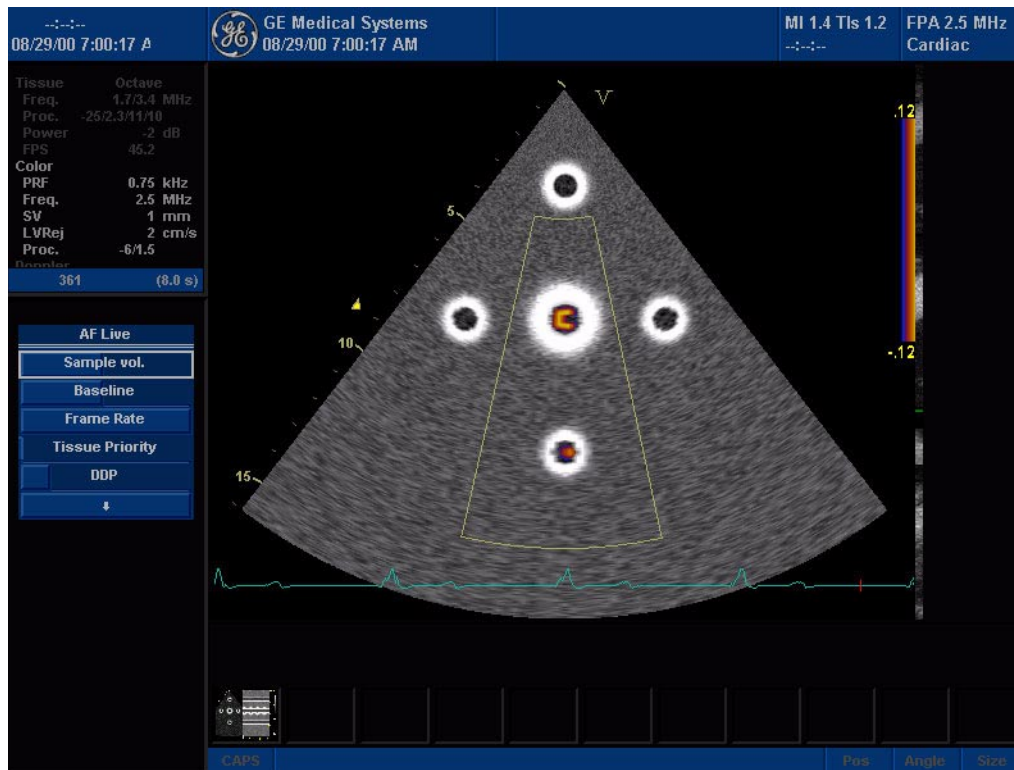 --:--:--
08/29/00 7:00:17 A
GE Medical Systems
08/29/00 7:00:17 AM
MI 1.4 TIs 1.2
--:--:--
FPA 2.5 MHz
Cardiac
Tissue Octave
Freq. 1.7/3.4 MHz
Proc. -25/2.3/11/10
Power -2 dB
FPS 45.2
Color
PRF 0.75 kHz
Freq. 2.5 MHz
SV 1 mm
LVRej 2 cm/s
Proc. -6/1.5
Doppler
361 (8.0 s)
AF Live
Sample vol.
Baseline
Frame Rate
Tissue Priority
DDP
V
5
10
15
.12
-.12
CAPS
Pos Angle Size